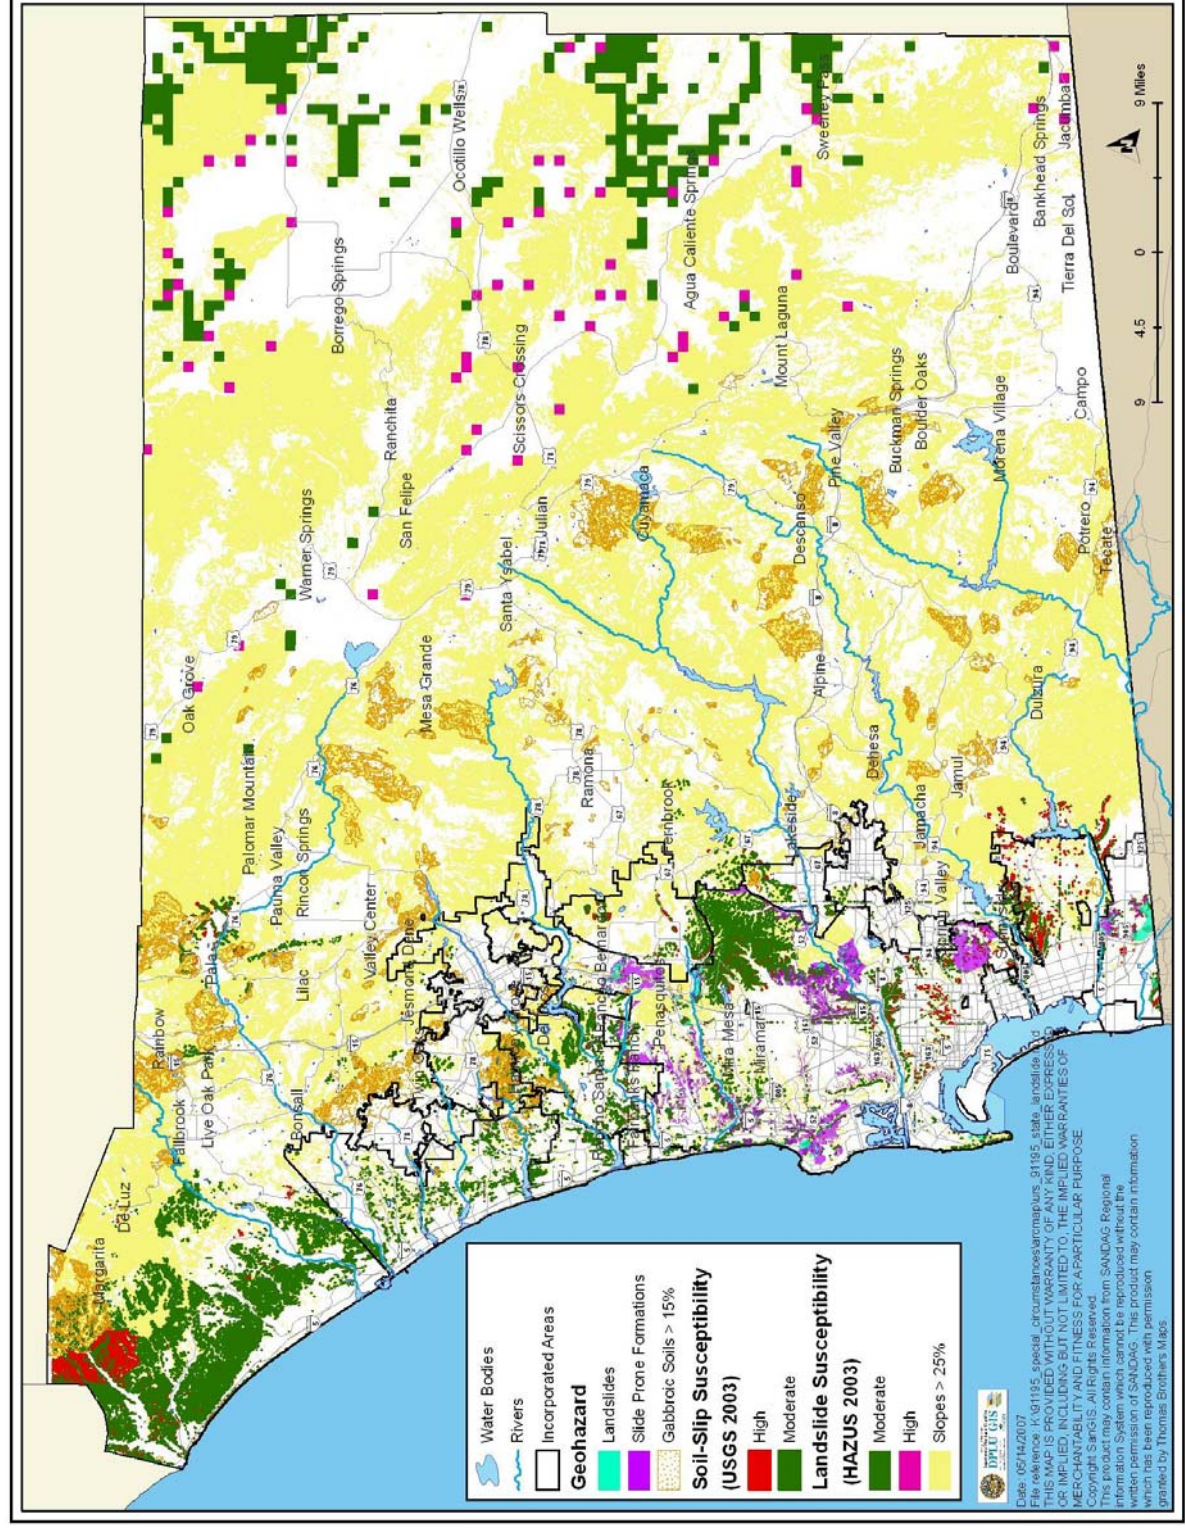 Water Bodies
Rivers
Incorporated Areas
Geohazard
Landslides
Slide Prone Formations
Gabbroic Soils > 15%
Soil-Slip Susceptibility
(USGS 2003)
High
Moderate
Landslide Susceptibility
(HAZUS 2003)
Moderate
High
Slopes > 25%
DPLU GIS
Date: 05/14/2007
THIS MAP IS PROVIDED WITHOUT WARRANTY OF ANY KIND, EITHER EXPRESS
OR IMPLIED, INCLUDING BUT NOT LIMITED TO, THE IMPLIED WARRANTIES OF
MERCHANTABILITY AND FITNESS FOR A PARTICULAR PURPOSE
Copyright SanGIS. All Rights Reserved.
This product may contain information from SANDAG Regional
Information System which cannot be reproduced without the
written permission of SANDAG. This product may contain information
which has been reproduced with permission
granted by Thomas Brothers Maps.
Margarita
De Luz
Fallbrook
Rainbow
Live Oak Park
Bonsall
Pala
Pauma Valley
Rincon Springs
Palomar Mountain
Lilac
Valley Center
Oak Grove
Warner Springs
Mesa Grande
San Felipe
Ranchita
Borrego Springs
Ocotillo Wells
Santa Ysabel
Julian
Scissors Crossing
Cuyamaca
Agua Caliente Springs
Sweeney Pass
Ramona
Fernbrook
Lakeside
Mira Mesa
Miramar
Alpine
Descanso
Pine Valley
Mount Laguna
Buckman Springs
Boulder Oaks
Morena Village
Campo
Boulevard
Bankhead Springs
Tierra Del Sol
Jacumba
Dehesa
Jamacha
Jamul
Spring Valley
Dulzura
Potrero
Tecate
9
4.5
0
9 Miles
N